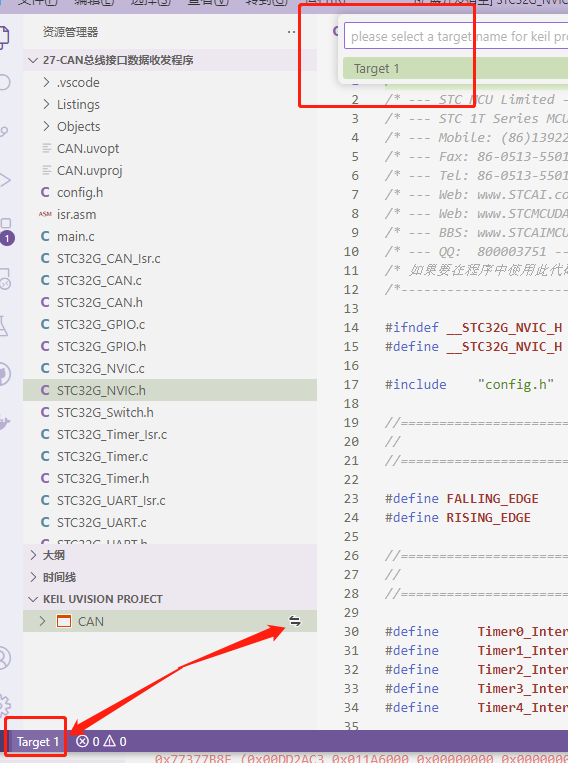 资源管理器
27-CAN总线接口数据收发程序
.vscode
Listings
Objects
CAN.uvopt
CAN.uvproj
config.h
ASM isr.asm
main.c
STC32G_CAN_Isr.c
STC32G_CAN.c
STC32G_CAN.h
STC32G_GPIO.c
STC32G_GPIO.h
STC32G_NVIC.c
STC32G_NVIC.h
STC32G_Switch.h
STC32G_Timer_Isr.c
STC32G_Timer.c
STC32G_Timer.h
STC32G_UART_Isr.c
STC32G_UART.c
STC32G_UART.h
大纲
时间线
KEIL UVISION PROJECT
CAN
1
please select a target name for keil pro
Target 1
2 /* --- STC MCU Limited -
3 /* --- STC 1T Series MCU
4 /* --- Mobile: (86)13922
5 /* --- Fax: 86-0513-5501
6 /* --- Tel: 86-0513-5501
7 /* --- Web: www.STCAI.co
8 /* --- Web: www.STCMCUDA
9 /* --- BBS: www.STCAIMCU
10 /* --- QQ: 800003751 --
11 /* 如果要在程序中使用此代码
12 /*---------------------
13
14 #ifndef __STC32G_NVIC_H
15 #define __STC32G_NVIC_H
16
17 #include "config.h"
18
19 //=====================
20 //
21 //=====================
22
23 #define FALLING_EDGE
24 #define RISING_EDGE
25
26 //=====================
27 //
28 //=====================
29
30 #define Timer0_Inter
31 #define Timer1_Inter
32 #define Timer2_Inter
33 #define Timer3_Inter
34 #define Timer4_Inter
35
Target 1 0 0